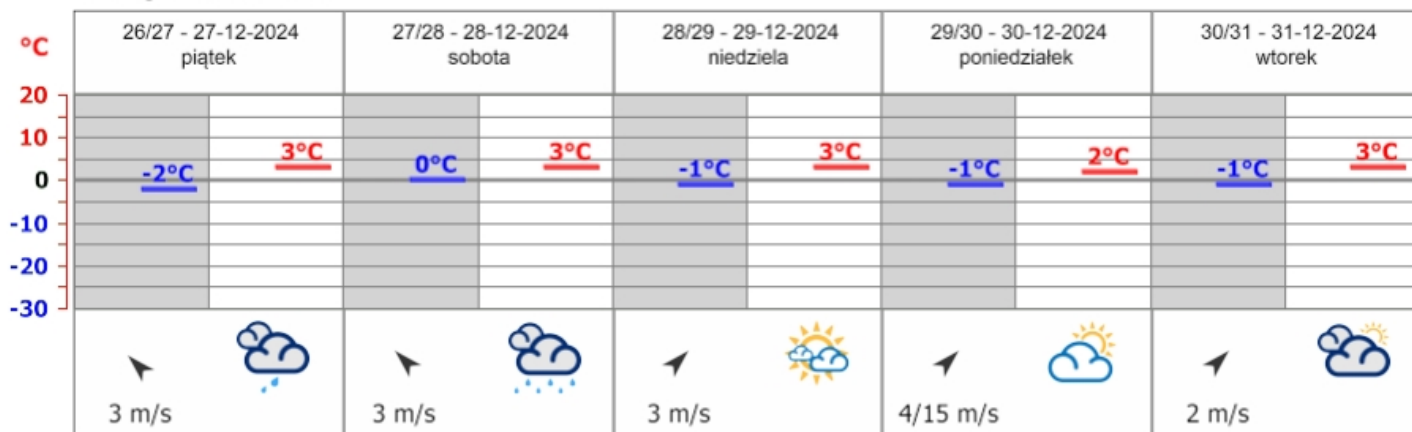 26/27 - 27-12-2024
piątek
27/28 - 28-12-2024
sobota
28/29 - 29-12-2024
niedziela
29/30 - 30-12-2024
poniedziałek
30/31 - 31-12-2024
wtorek
°C
20
10
0
-10
-20
-30
-2°C
3°C
0°C
3°C
-1°C
3°C
-1°C
2°C
-1°C
3°C
3 m/s
3 m/s
3 m/s
4/15 m/s
2 m/s